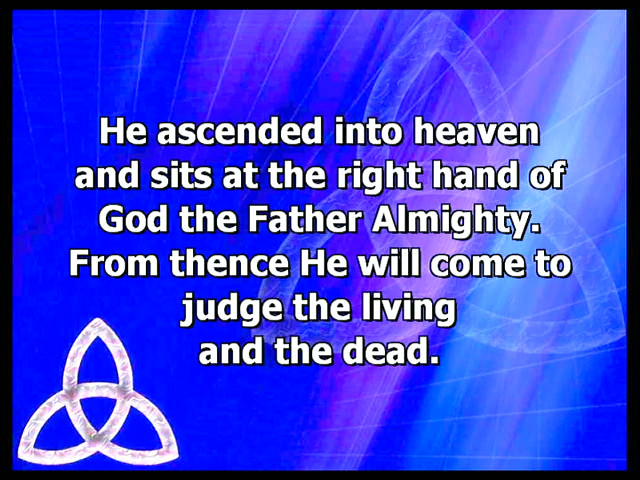 He ascended into heaven
and sits at the right hand of
God the Father Almighty.
From thence He will come to
judge the living
and the dead.